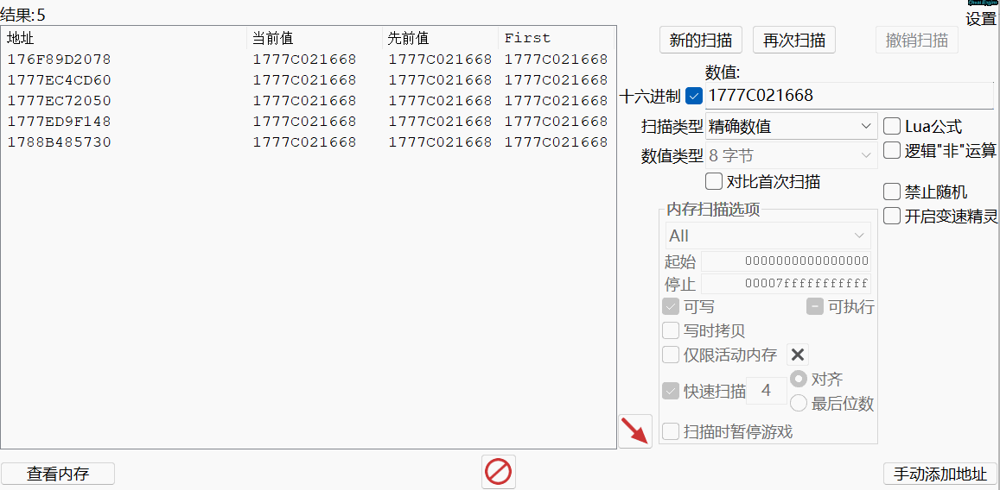 结果:5
Cheat Engine
设置
地址 当前值 先前值 First
176F89D2078 1777C021668 1777C021668 1777C021668
1777EC4CD60 1777C021668 1777C021668 1777C021668
1777EC72050 1777C021668 1777C021668 1777C021668
1777ED9F148 1777C021668 1777C021668 1777C021668
1788B485730 1777C021668 1777C021668 1777C021668
新的扫描 再次扫描 撤销扫描
数值:
十六进制 1777C021668
扫描类型 精确数值 Lua公式
数值类型 8 字节 逻辑"非"运算
对比首次扫描
禁止随机
开启变速精灵
内存扫描选项
All
起始 0000000000000000
停止 00007fffffffffff
可写 可执行
写时拷贝
仅限活动内存
快速扫描 4 对齐
最后位数
扫描时暂停游戏
查看内存 手动添加地址